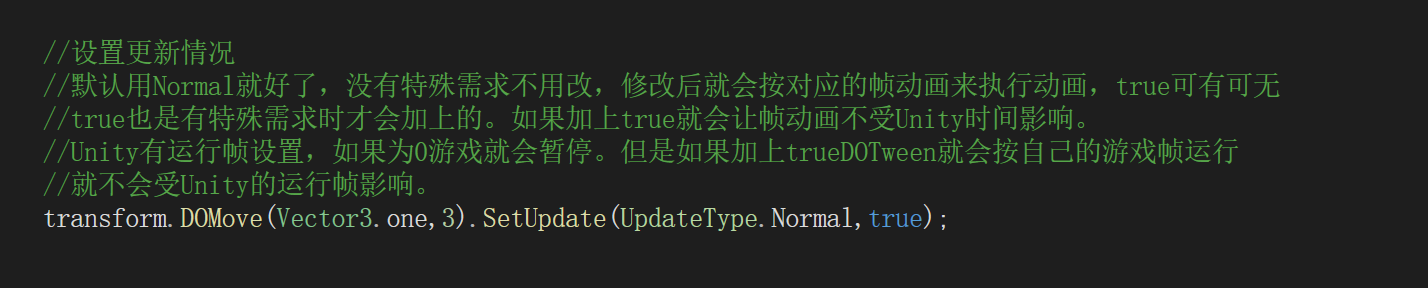 //设置更新情况
//默认用Normal就好了，没有特殊需求不用改，修改后就会按对应的帧动画来执行动画，true可有可无
//true也是有特殊需求时才会加上的。如果加上true就会让帧动画不受Unity时间影响。
//Unity有运行帧设置，如果为0游戏就会暂停。但是如果加上trueDOTween就会按自己的游戏帧运行
//就不会受Unity的运行帧影响。
transform.DOMove(Vector3.one,3).SetUpdate(UpdateType.Normal,true);